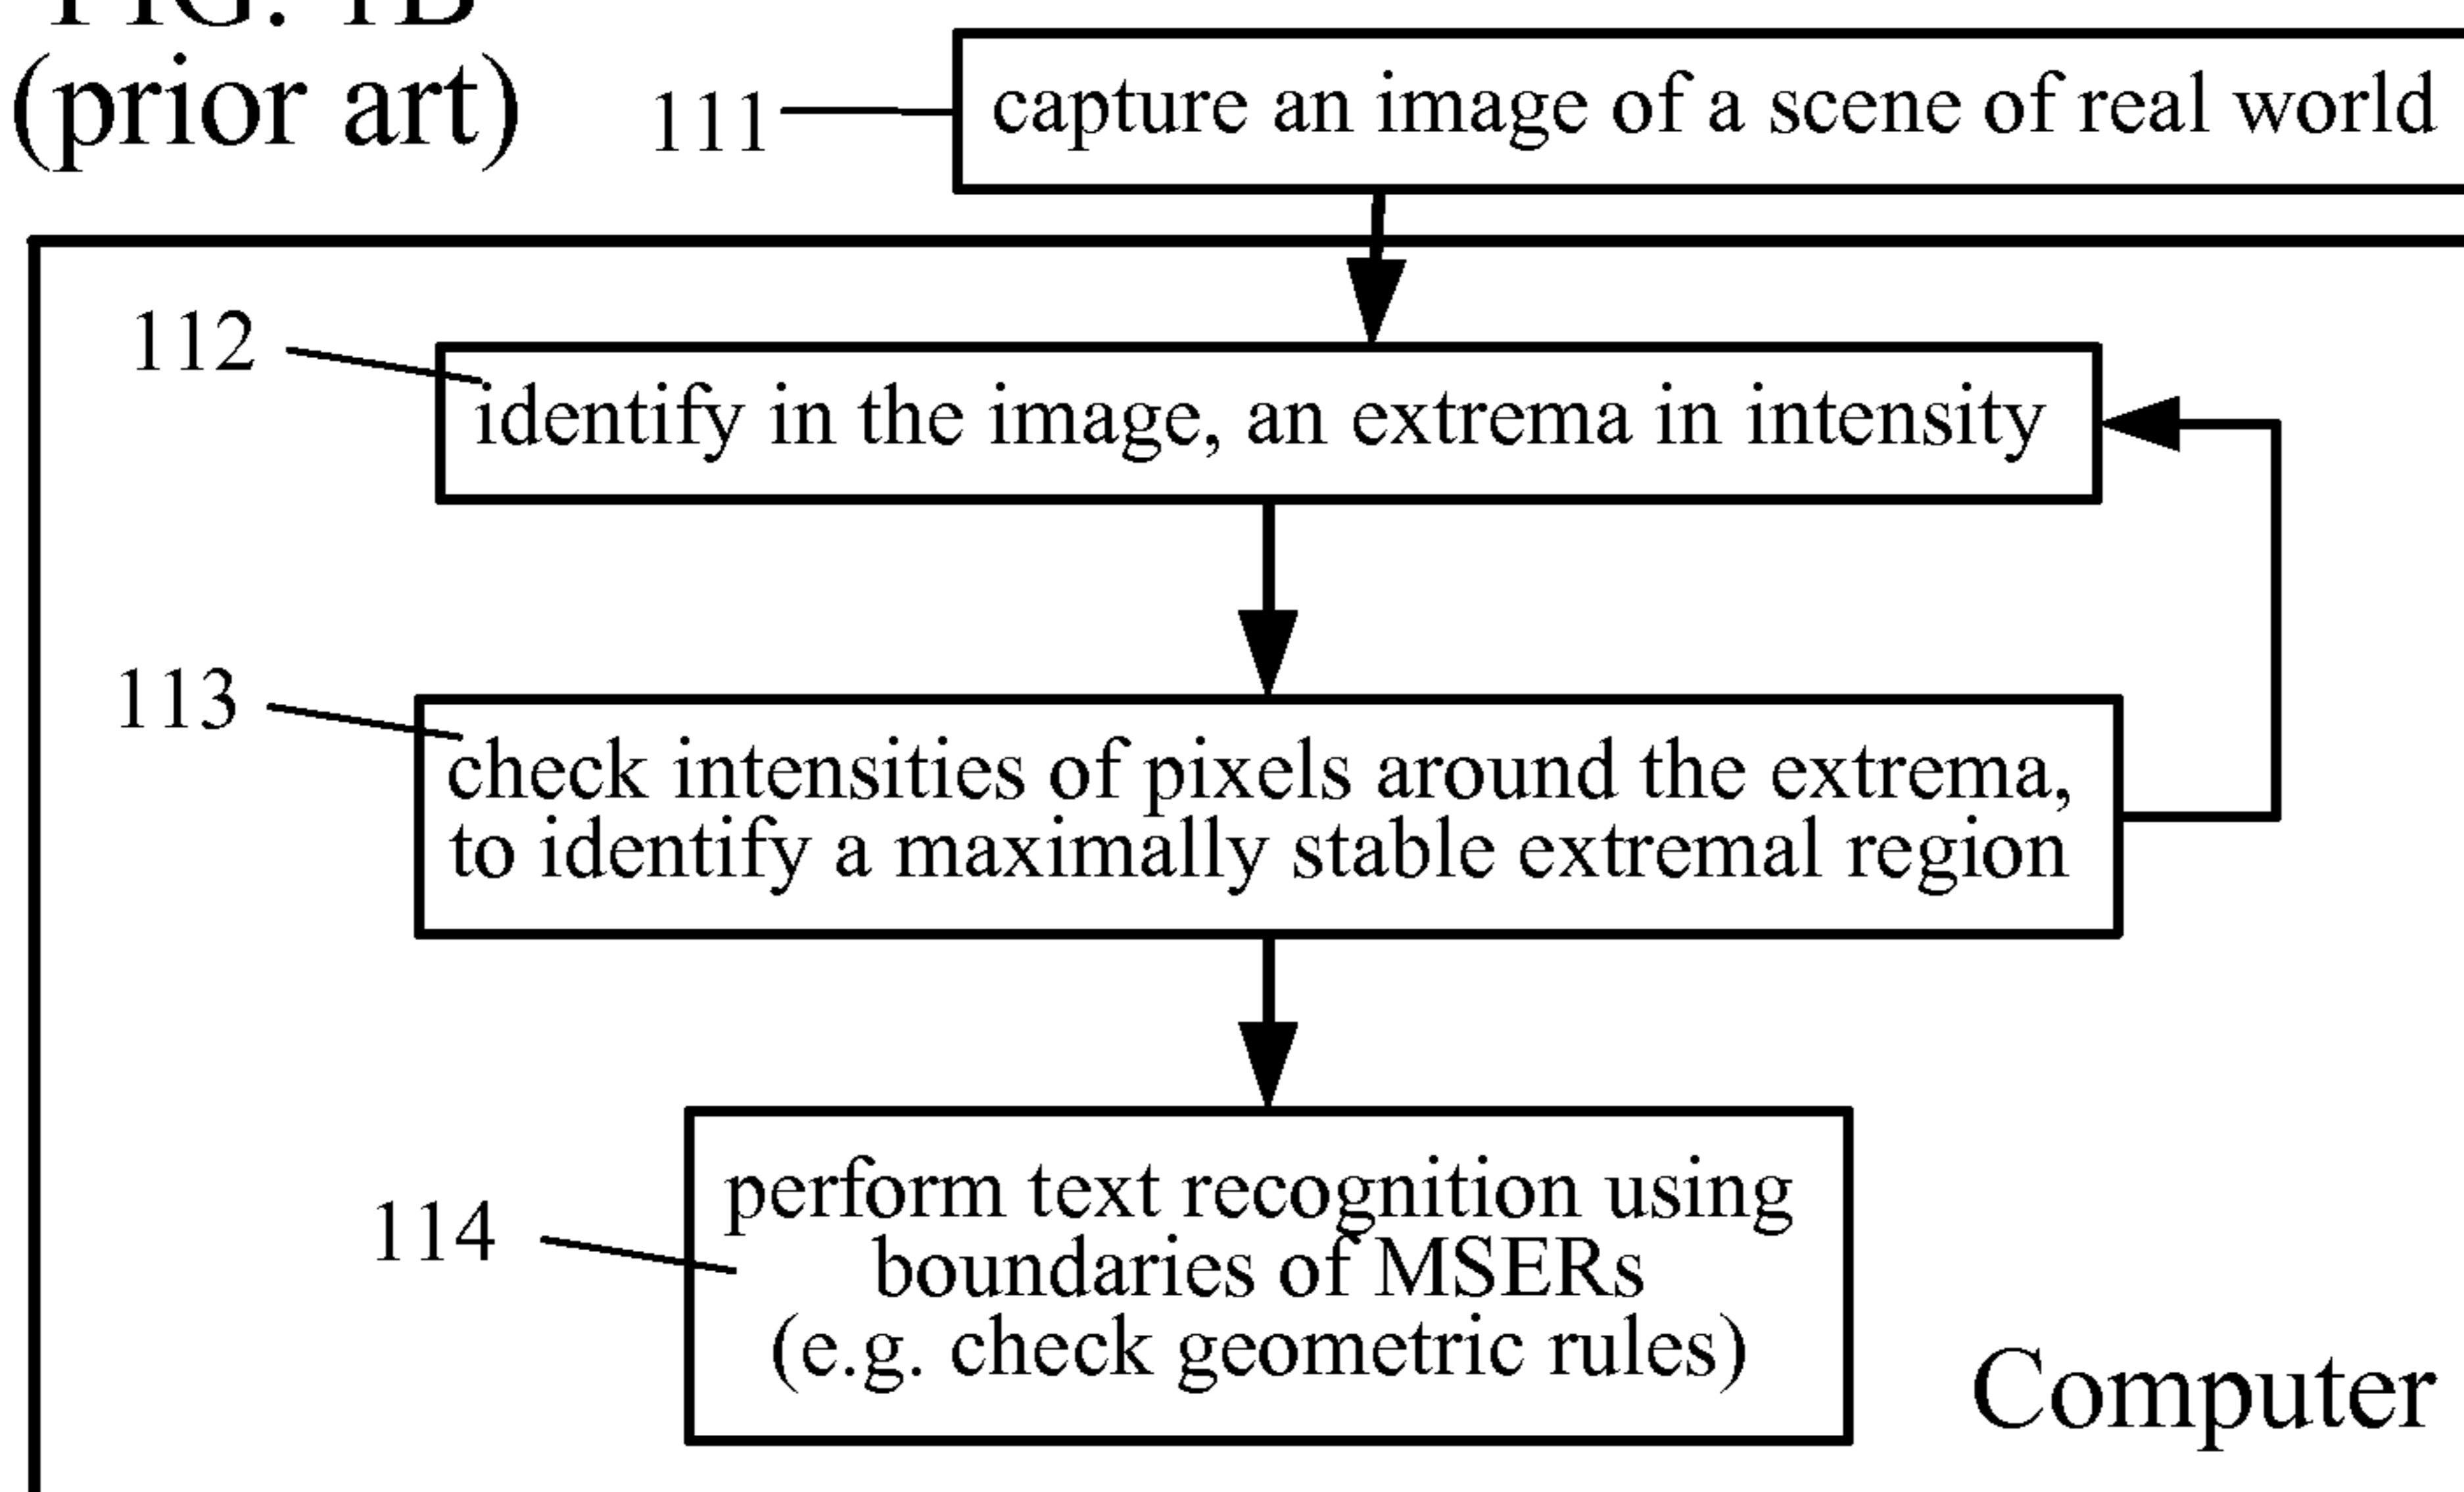 FIG. 1B
(prior art)
111
capture an image of a scene of real world
112
identify in the image, an extrema in intensity
113
check intensities of pixels around the extrema,
to identify a maximally stable extremal region
114
perform text recognition using
boundaries of MSERs
(e.g. check geometric rules)
Computer